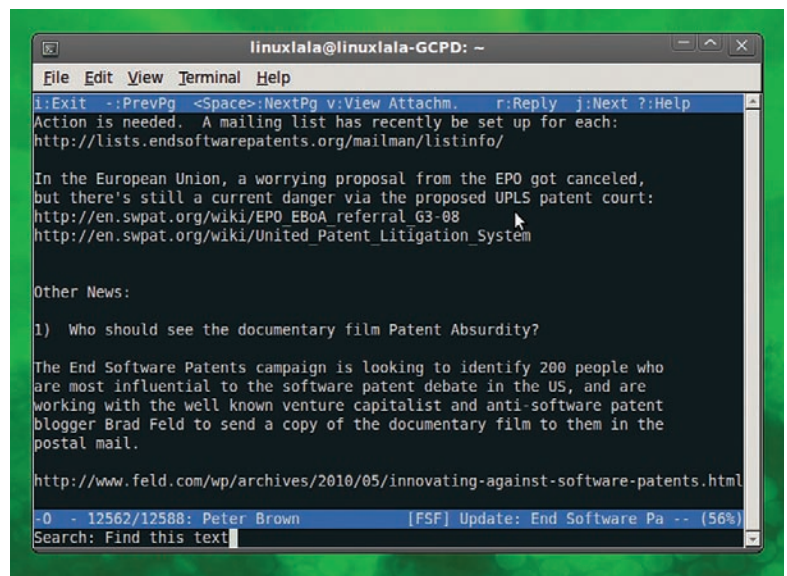 linuxlala@linuxlala-GCPD: ~
File Edit View Terminal Help
i:Exit -:PrevPg <Space>:NextPg v:View Attachm. r:Reply j:Next ?:Help
Action is needed. A mailing list has recently be set up for each:
http://lists.endsoftwarepatents.org/mailman/listinfo/
In the European Union, a worrying proposal from the EPO got canceled,
but there's still a current danger via the proposed UPLS patent court:
http://en.swpat.org/wiki/EPO_EBoA_referral_G3-08
http://en.swpat.org/wiki/United_Patent_Litigation_System
Other News:
1) Who should see the documentary film Patent Absurdity?
The End Software Patents campaign is looking to identify 200 people who
are most influential to the software patent debate in the US, and are
working with the well known venture capitalist and anti-software patent
blogger Brad Feld to send a copy of the documentary film to them in the
postal mail.
http://www.feld.com/wp/archives/2010/05/innovating-against-software-patents.html
-O - 12562/12588: Peter Brown [FSF] Update: End Software Pa -- (56%)
Search: Find this text